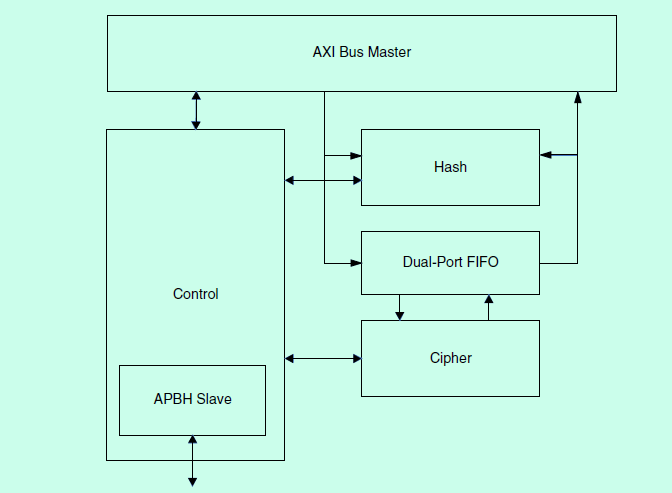 AXI Bus Master
Hash
Dual-Port FIFO
Control
Cipher
APBH Slave